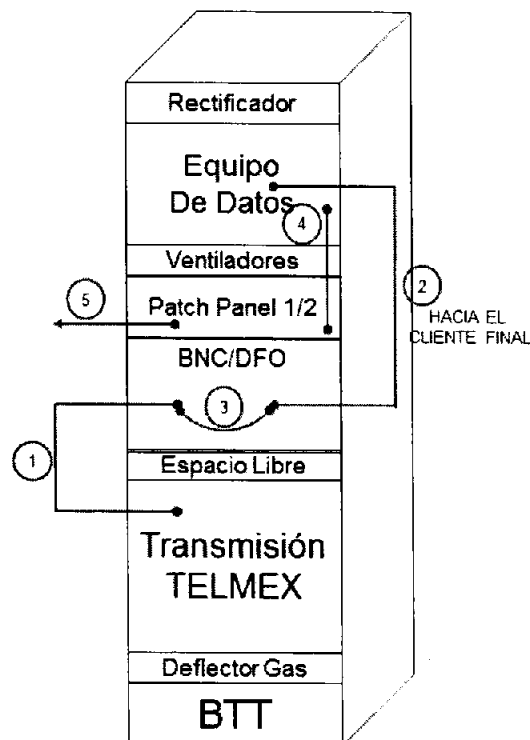 Rectificador
Equipo
De Datos
4
Ventiladores
5
Patch Panel 1/2
2
HACIA EL
CLIENTE FINAL
BNC/DFO
3
1
Espacio Libre
Transmisión
TELMEX
Deflector Gas
BTT